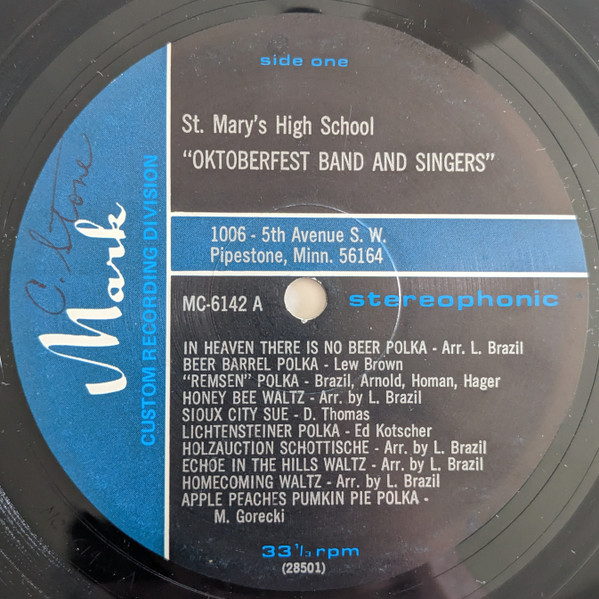 side one
St. Mary's High School
"OKTOBERFEST BAND AND SINGERS"
1006 - 5th Avenue S. W.
Pipestone, Minn. 56164
MC-6142 A
stereophonic
IN HEAVEN THERE IS NO BEER POLKA - Arr. L. Brazil
BEER BARREL POLKA - Lew Brown
"REMSEN" POLKA - Brazil, Arnold, Homan, Hager
HONEY BEE WALTZ - Arr. by L. Brazil
SIOUX CITY SUE - D. Thomas
LICHTENSTEINER POLKA - Ed Kotscher
HOLZAUCTION SCHOTTISCHE - Arr. by L. Brazil
ECHOE IN THE HILLS WALTZ - Arr. by L. Brazil
HOMECOMING WALTZ - Arr. by L. Brazil
APPLE PEACHES PUMKIN PIE POLKA -
M. Gorecki
33 1/3 rpm
(28501)
C. Stone
Mark
CUSTOM RECORDING DIVISION